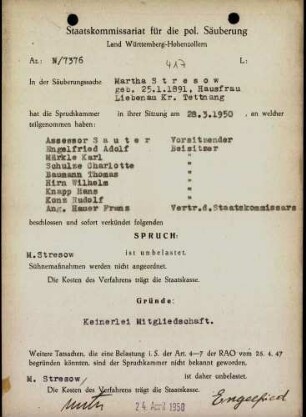 Staatskommissariat für die pol. Säuberung
Land Württemberg-Hohenzollern
Az.: N/7376
417
L:
In der Säuberungssache Martha Stresow
geb. 25.1.1891, Hausfrau
Liebenau Kr. Tettnang
hat die Spruchkammer in ihrer Sitzung am 28.3.1950, an welcher
teilgenommen haben:
Assessor Sauter Vorsitzender
Engelfried Adolf Beisitzer
Märkle Karl "
Schulze Charlotte "
Baumann Thomas "
Hirn Wilhelm "
Knapp Hans "
Konz Rudolf "
Ang. Hamer Franz Vertr.d.Staatskommissars
beschlossen und sofort verkündet folgenden
SPRUCH:
M.Stresow ist unbelastet.
Sühnemaßnahmen werden nicht angeordnet.
Die Kosten des Verfahrens trägt die Staatskasse.
Gründe:
Keinerlei Mitgliedschaft.
Weitere Tatsachen, die eine Belastung i. S. der Art. 4—7 der RAO vom 26. 4. 47
begründen könnten, sind der Spruchkammer nicht bekannt geworden.
M. Stresow ist daher unbelastet.
Die Kosten des Verfahrens trägt die Staatskasse.
24. April 1950
Engelfried